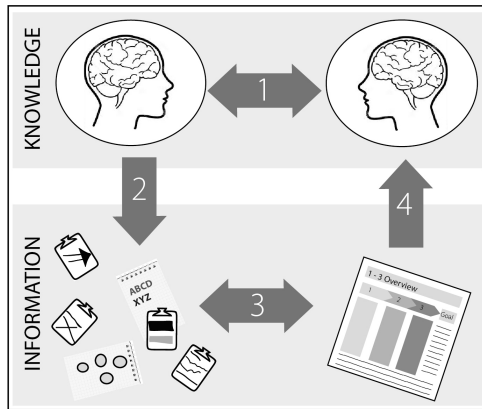 KNOWLEDGE
1
2
4
INFORMATION
ABCD
XYZ
3
1 - 3 Overview
1 2 3 Goal